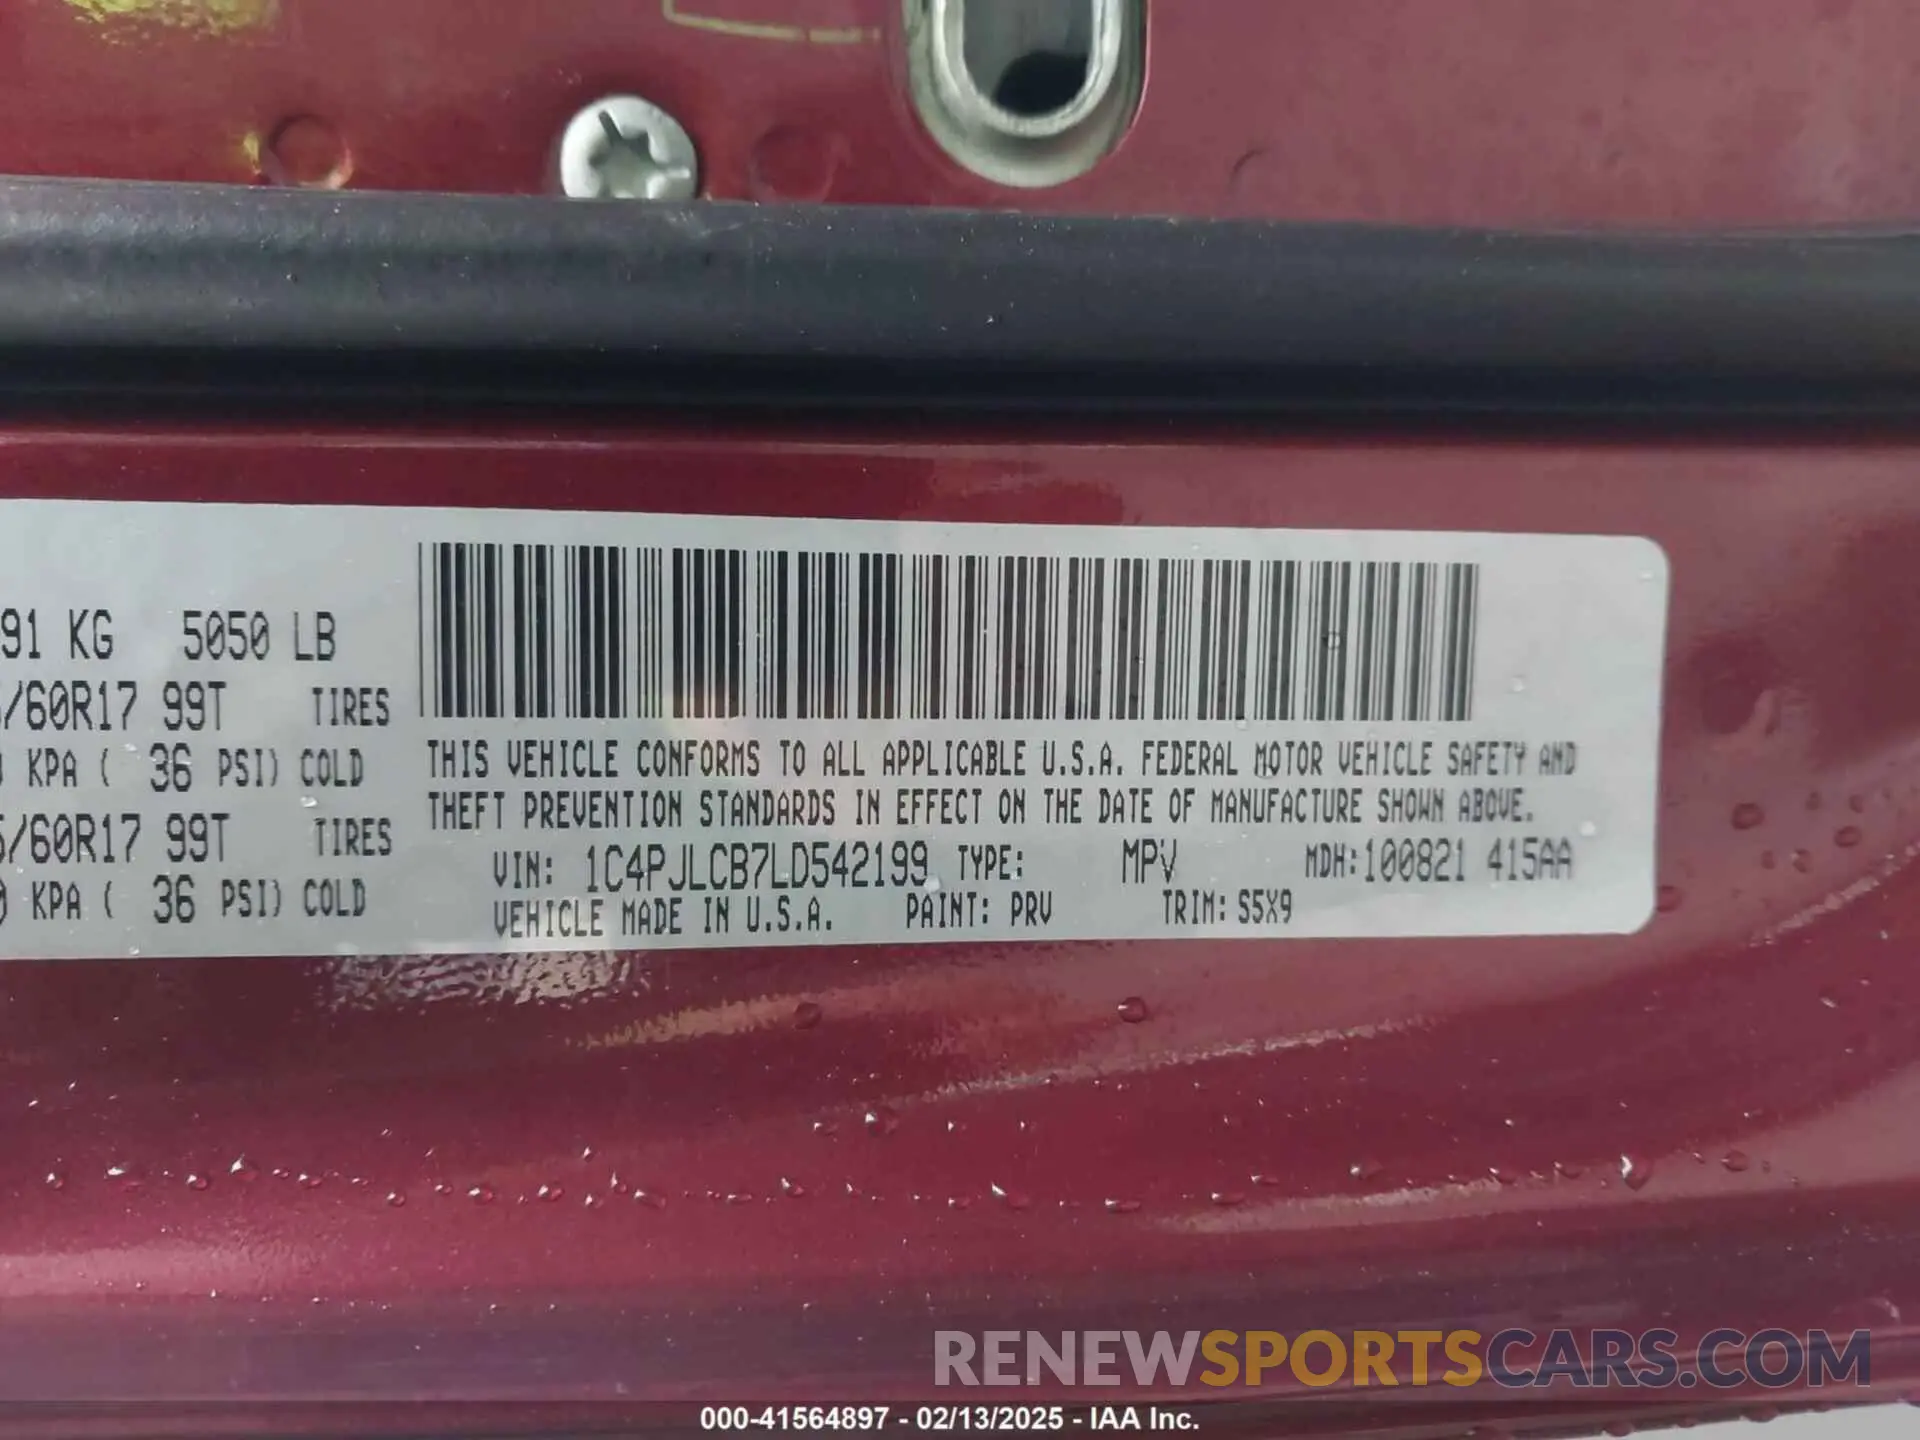 91 KG 5050 LB
/60R17 99T TIRES
KPA ( 36 PSI) COLD
/60R17 99T TIRES
KPA ( 36 PSI) COLD
THIS VEHICLE CONFORMS TO ALL APPLICABLE U.S.A. FEDERAL MOTOR VEHICLE SAFETY AND
THEFT PREVENTION STANDARDS IN EFFECT ON THE DATE OF MANUFACTURE SHOWN ABOVE.
VIN: 1C4PJLCB7LD542199 TYPE: MPV MDH:100821 415AA
VEHICLE MADE IN U.S.A. PAINT: PRV TRIM: S5X9
RENEWSPORTSCARS.COM
000-41564897 - 02/13/2025 - IAA Inc.